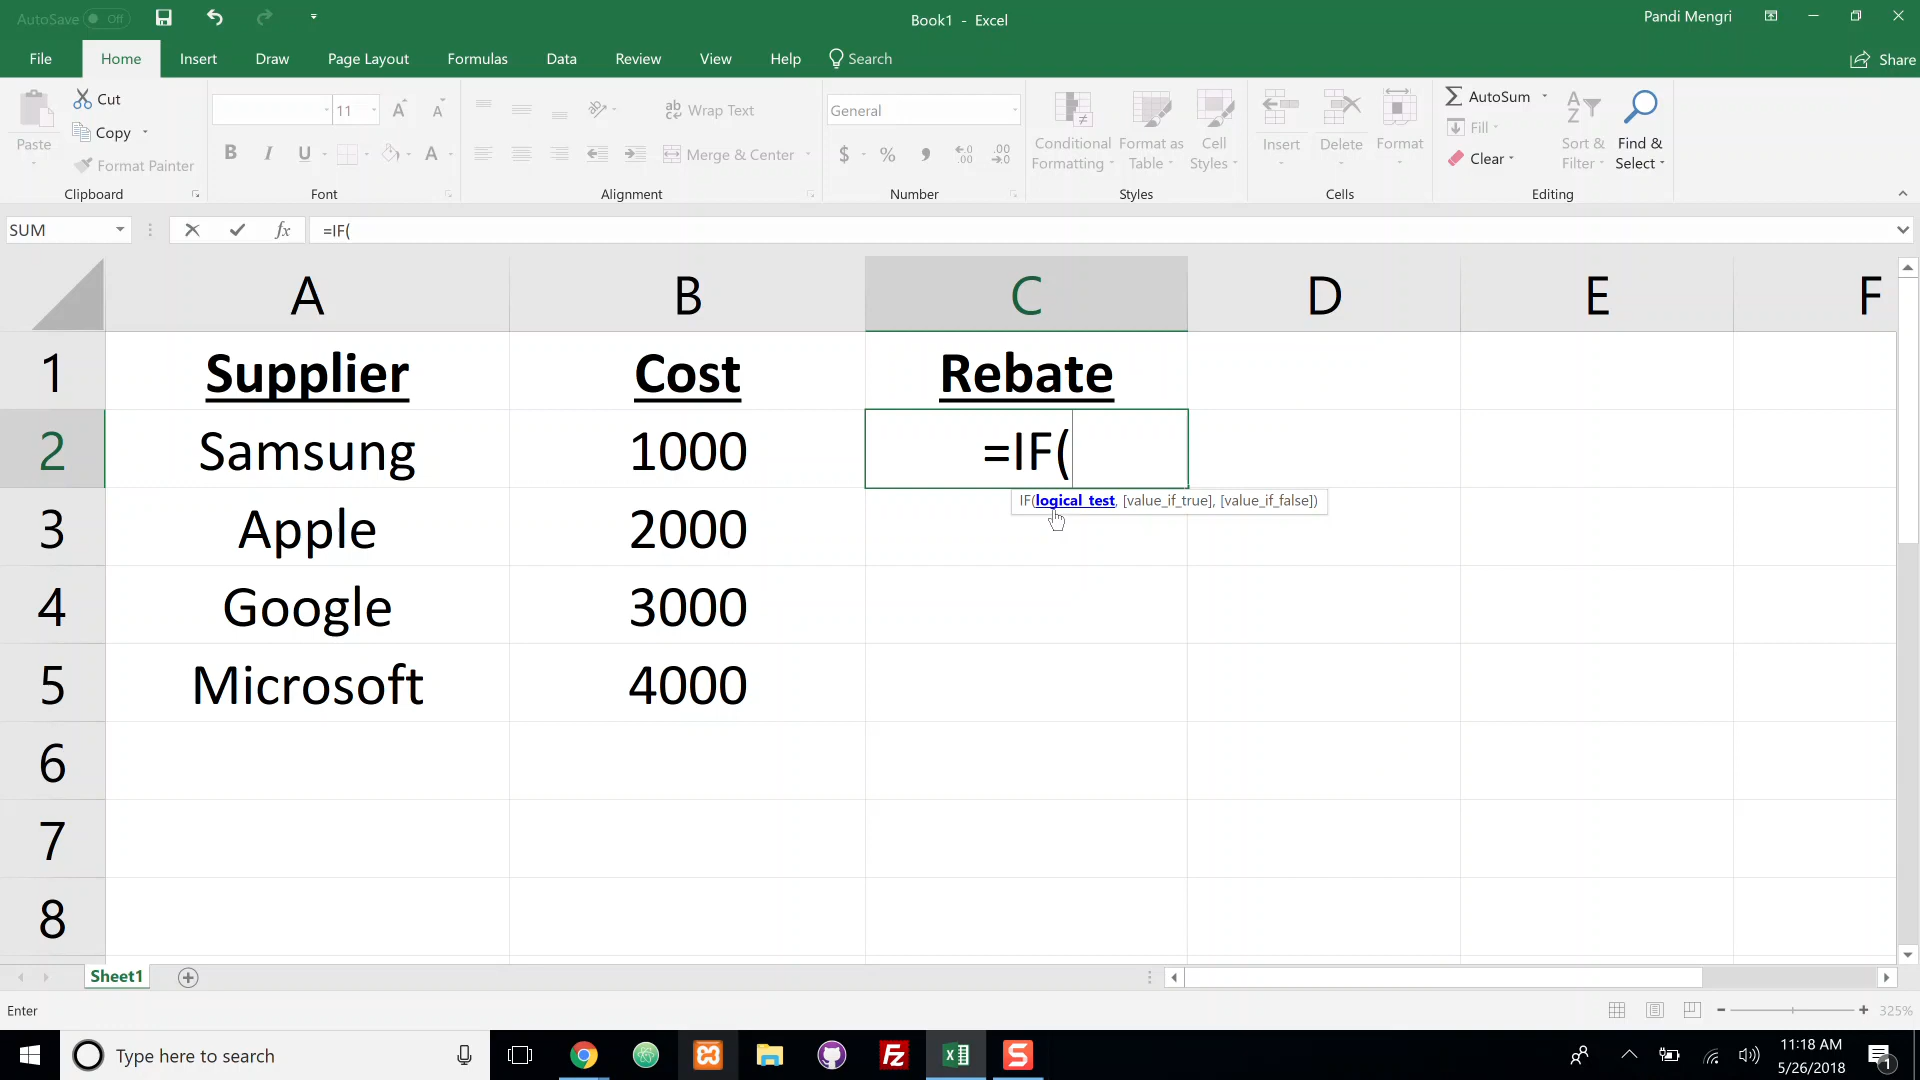 AutoSave Off
Book1 - Excel
Pandi Mengri
File Home Insert Draw Page Layout Formulas Data Review View Help Search Share
Paste
Cut
Copy
Format Painter
Clipboard
11 A A
B I U A
Font
ab Wrap Text
Merge & Center
Alignment
General
$ % , .00 .00
Number
Conditional Formatting
Format as Table
Cell Styles
Styles
Insert Delete Format
Cells
AutoSum
Fill
Clear
Sort & Filter
Find & Select
Editing
SUM fx =IF(
A B C D E F
1 Supplier Cost Rebate
2 Samsung 1000 =IF(
IF(logical_test, [value_if_true], [value_if_false])
3 Apple 2000
4 Google 3000
5 Microsoft 4000
6
7
8
Sheet1
Enter
325%
Type here to search
11:18 AM
5/26/2018
1